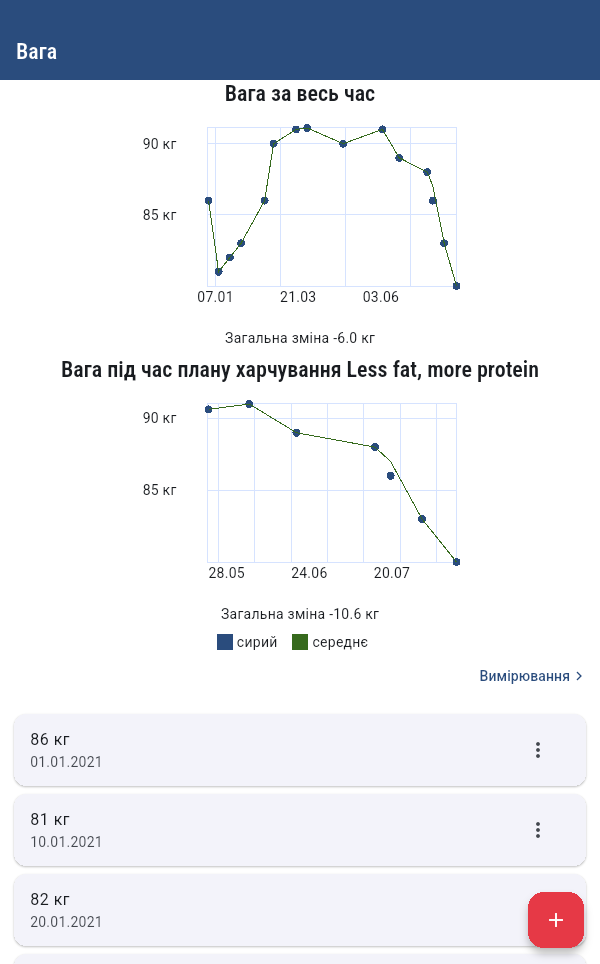 Вага
Вага за весь час
90 кг
85 кг
07.01 21.03 03.06
Загальна зміна -6.0 кг
Вага під час плану харчування Less fat, more protein
90 кг
85 кг
28.05 24.06 20.07
Загальна зміна -10.6 кг
сирий середнє
Вимірювання
86 кг
01.01.2021
81 кг
10.01.2021
82 кг
20.01.2021